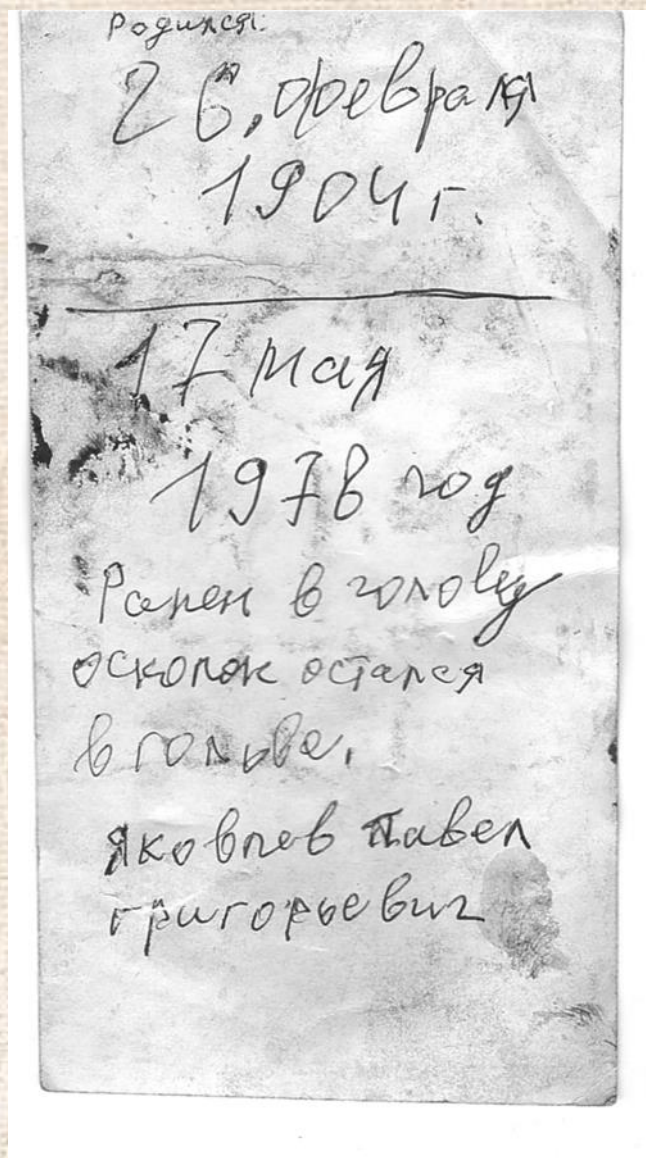 Родился:
26, февраля
1904 г.
17 мая
1978 год
Ранен в голову
осколок остался
в голове,
Яковлев Павел
григорьевич